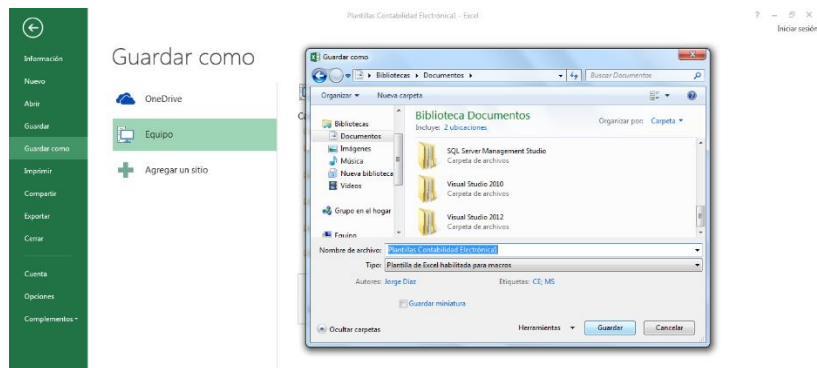 Plantillas Contabilidad Electrónica1 - Excel
Iniciar sesión
Información
Nuevo
Abrir
Guardar
Guardar como
Imprimir
Compartir
Exportar
Cerrar
Cuenta
Opciones
Complementos
Guardar como
OneDrive
Equipo
Agregar un sitio
Guardar como
Bibliotecas
Documentos
Buscar Documentos
Organizar
Nueva carpeta
Bibliotecas
Documentos
Imágenes
Música
Nueva biblioteca
Vídeos
Grupo en el hogar
Equipo
Biblioteca Documentos
Incluye: 2 ubicaciones
Organizar por: Carpeta
SQL Server Management Studio
Carpeta de archivos
Visual Studio 2010
Carpeta de archivos
Visual Studio 2012
Carpeta de archivos
Nombre de archivo: Plantillas Contabilidad Electrónica1
Tipo: Plantilla de Excel habilitada para macros
Autores: Jorge Díaz
Etiquetas: CE; MS
Guardar miniatura
Ocultar carpetas
Herramientas
Guardar
Cancelar